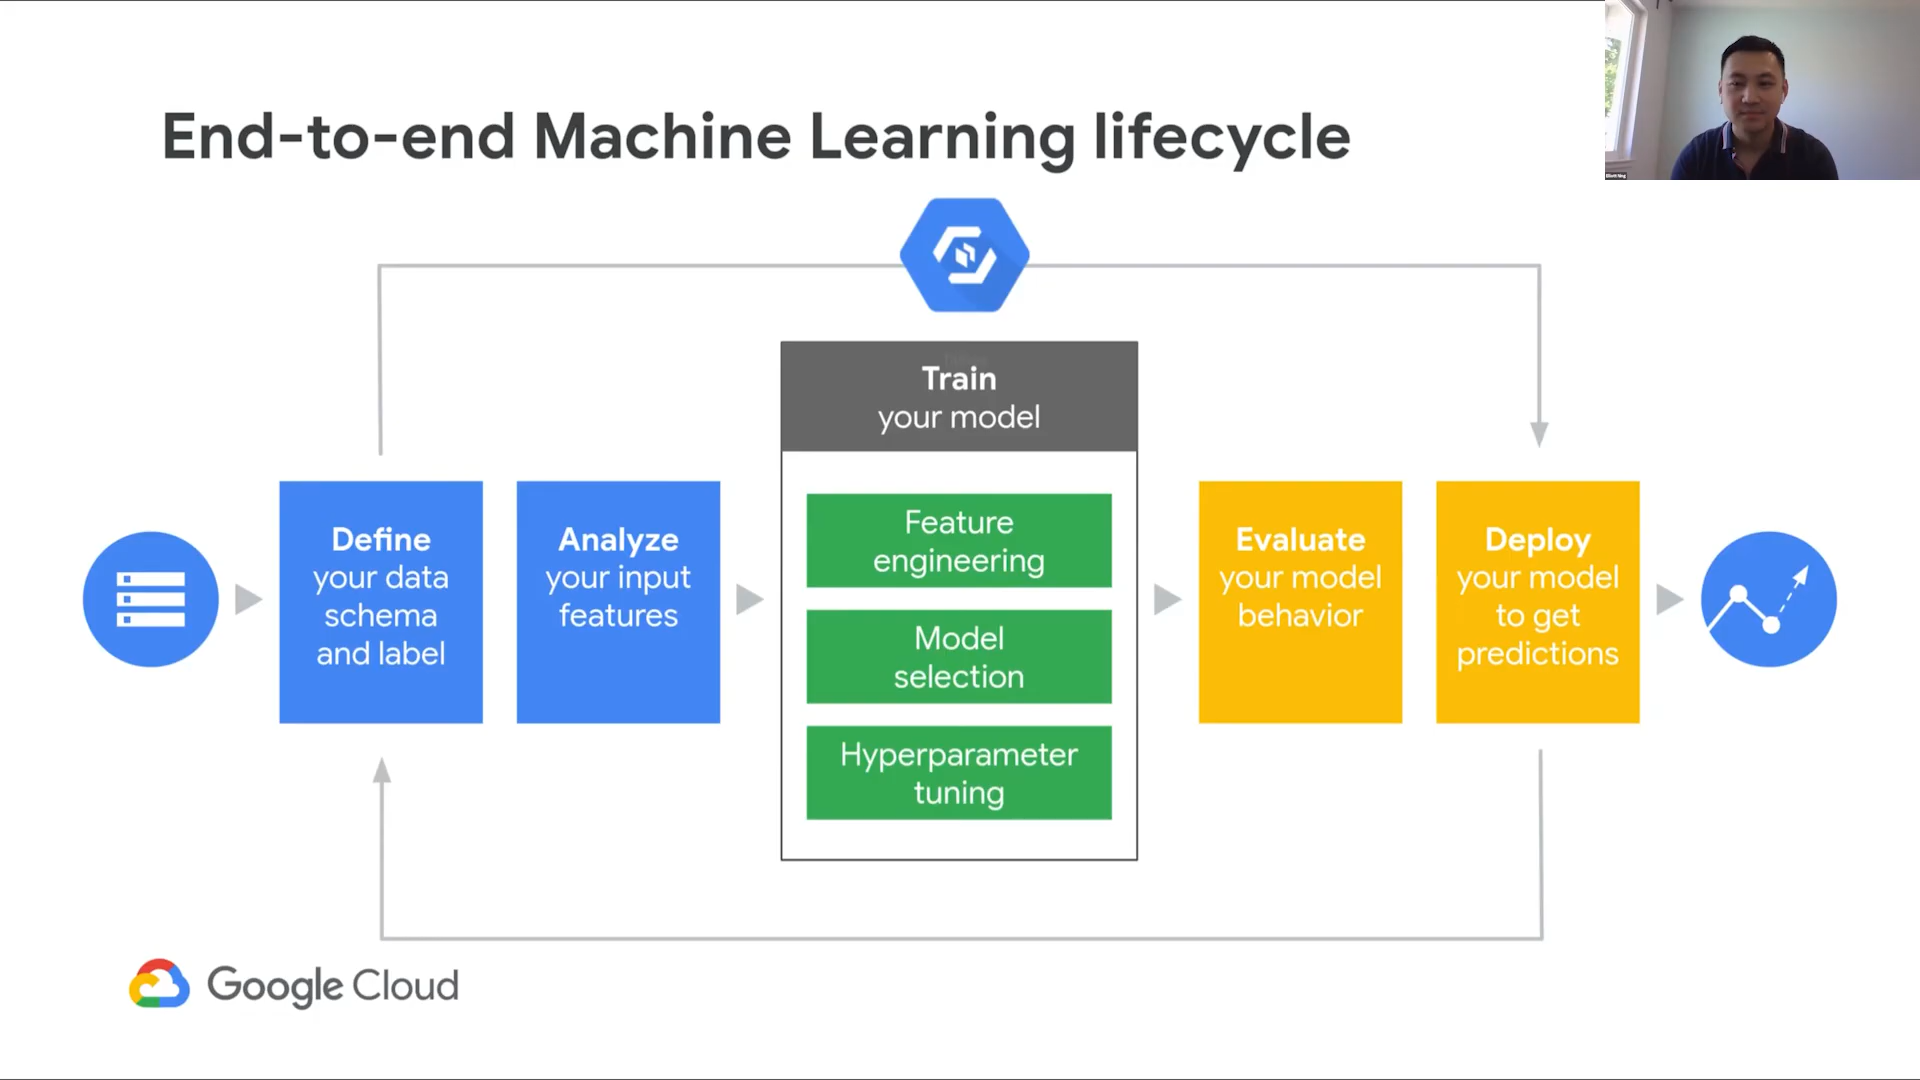 End-to-end Machine Learning lifecycle
Train
your model
Define
your data
schema
and label
Analyze
your input
features
Feature
engineering
Model
selection
Hyperparameter
tuning
Evaluate
your model
behavior
Deploy
your model
to get
predictions
Google Cloud